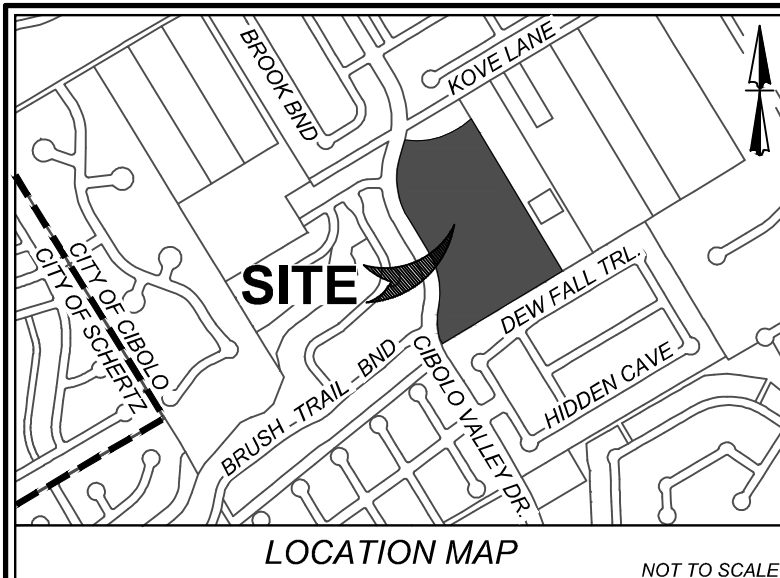 BROOK BND
KOVE LANE
CITY OF CIBOLO
CITY OF SCHERTZ
SITE
DEW FALL TRL.
BRUSH TRAIL BND
CIBOLO VALLEY DR.
HIDDEN CAVE
LOCATION MAP
NOT TO SCALE